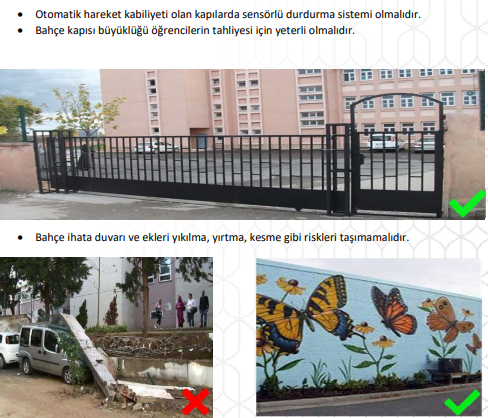 • Otomatik hareket kabiliyeti olan kapılarda sensörlü durdurma sistemi olmalıdır.
• Bahçe kapısı büyüklüğü öğrencilerin tahliyesi için yeterli olmalıdır.
• Bahçe ihata duvarı ve ekleri yıkılma, yırtma, kesme gibi riskleri taşımamalıdır.